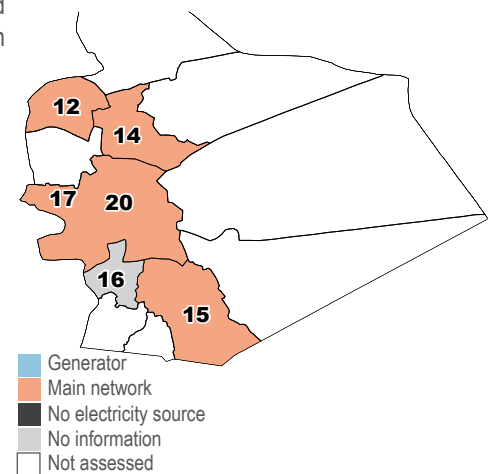 d
n
12
14
17
20
16
15
Generator
Main network
No electricity source
No information
Not assessed